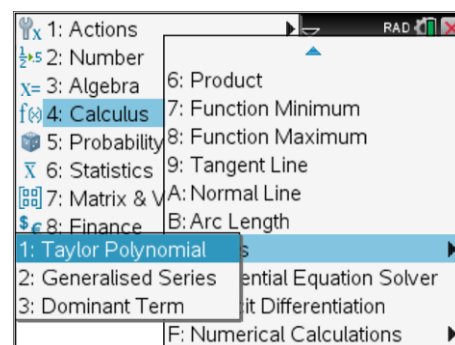 1: Actions
RAD
2: Number
3: Algebra
4: Calculus
5: Probability
6: Statistics
7: Matrix & V
8: Finance
6: Product
7: Function Minimum
8: Function Maximum
9: Tangent Line
A: Normal Line
B: Arc Length
s
ential Equation Solver
it Differentiation
F: Numerical Calculations
1: Taylor Polynomial
2: Generalised Series
3: Dominant Term